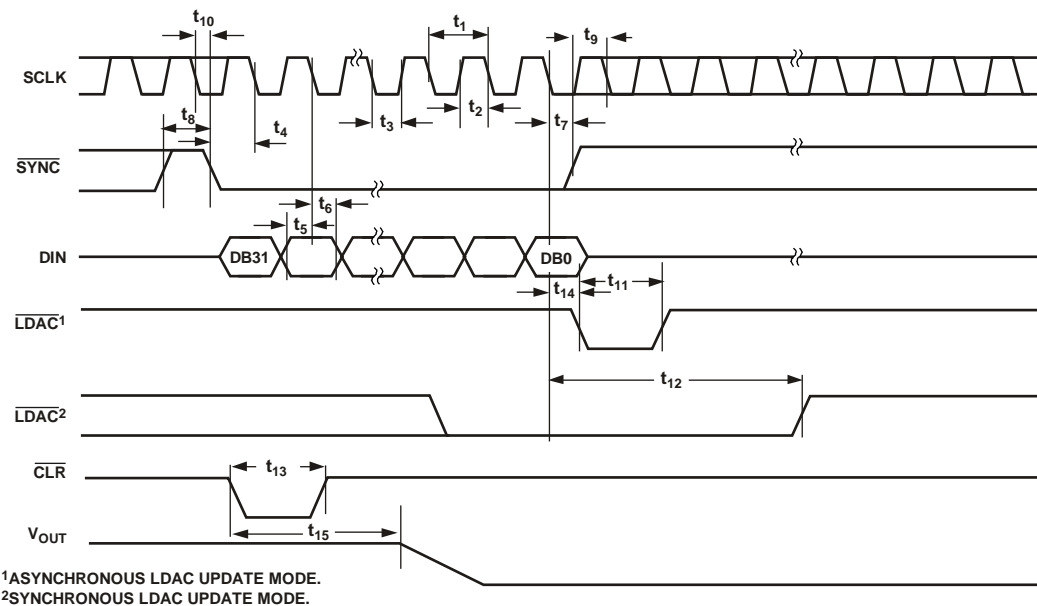 t10
t1
t9
SCLK
t8
t4
t3
t2
t7
SYNC
t6
t5
DIN
DB31
DB0
t14
t11
LDAC1
t12
LDAC2
CLR
t13
t15
VOUT
1ASYNCHRONOUS LDAC UPDATE MODE.
2SYNCHRONOUS LDAC UPDATE MODE.